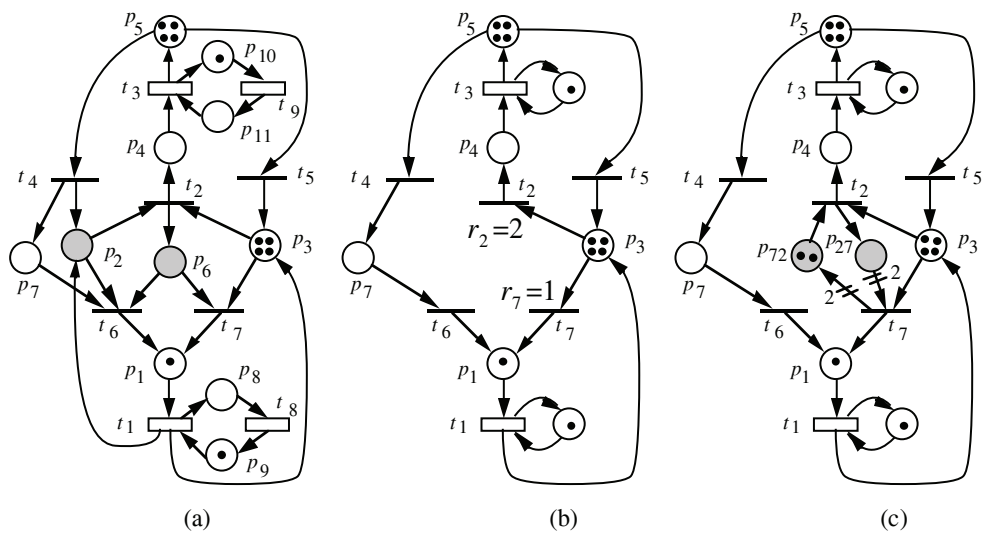 p5 p5 p5
p10
t3 t9 t3 t3
p11
p4 p4 p4
t4 t2 t5 t4 t2 t5 t4 t2 t5
r2 =2
p2 p6 p3 p3 p72 p27 p3
p7 p7 p7
r7 =1 2 2
t6 t7 t6 t7 t6 t7
p1 p8 p1 p1
t1 t8 t1 t1
p9
(a) (b) (c)